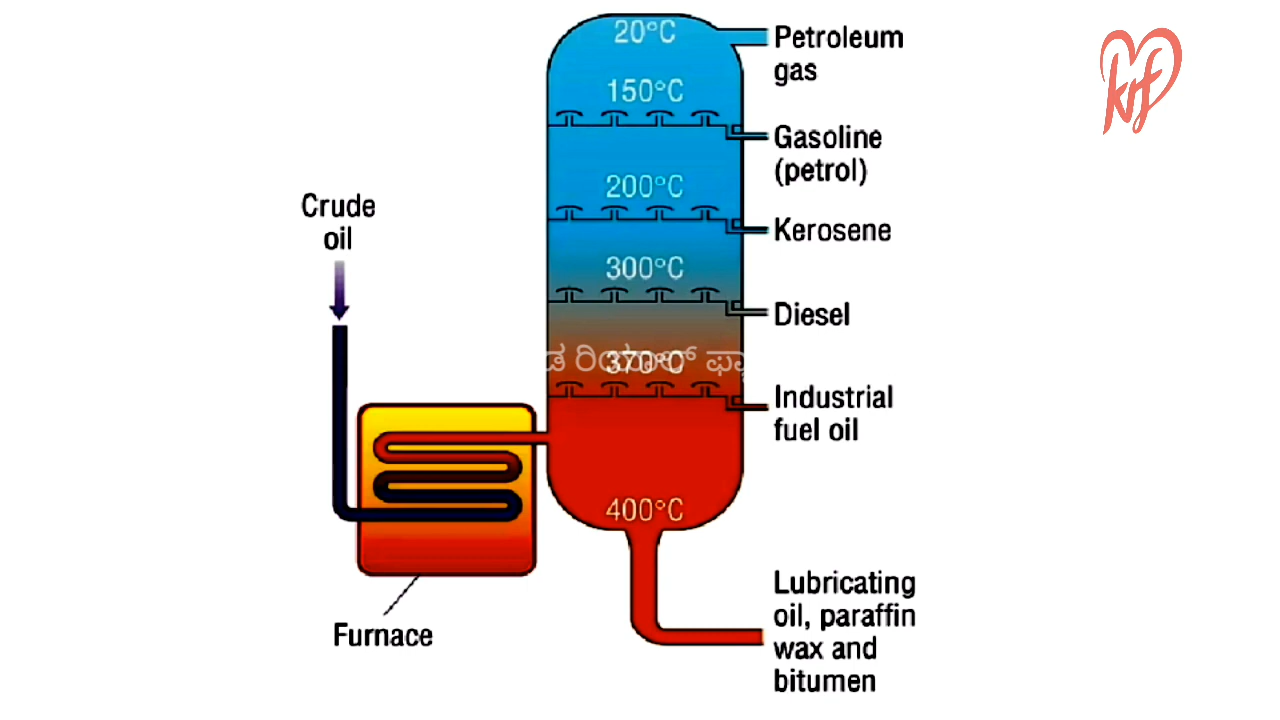 20°C
Petroleum
gas
150°C
Gasoline
(petrol)
200°C
Kerosene
Crude
oil
300°C
Diesel
370°C
Industrial
fuel oil
400°C
Furnace
Lubricating
oil, paraffin
wax and
bitumen
krf